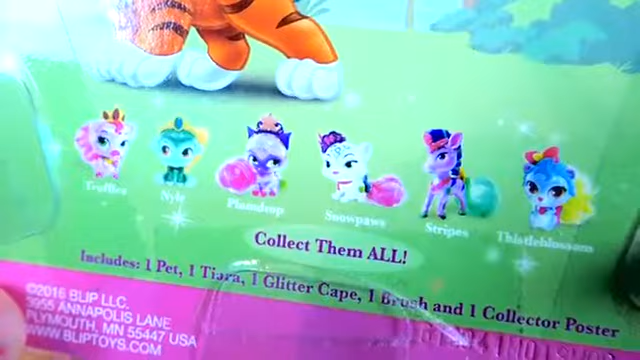 Truffles
Nyle
Plumdrop
Snowpaws
Stripes
Thistleblossom
Collect Them ALL!
Includes: 1 Pet, 1 Tiara, 1 Glitter Cape, 1 Brush and 1 Collector Poster
©2016 BLIP LLC.
3955 ANNAPOLIS LANE
PLYMOUTH, MN 55447 USA
WWW.BLIPTOYS.COM